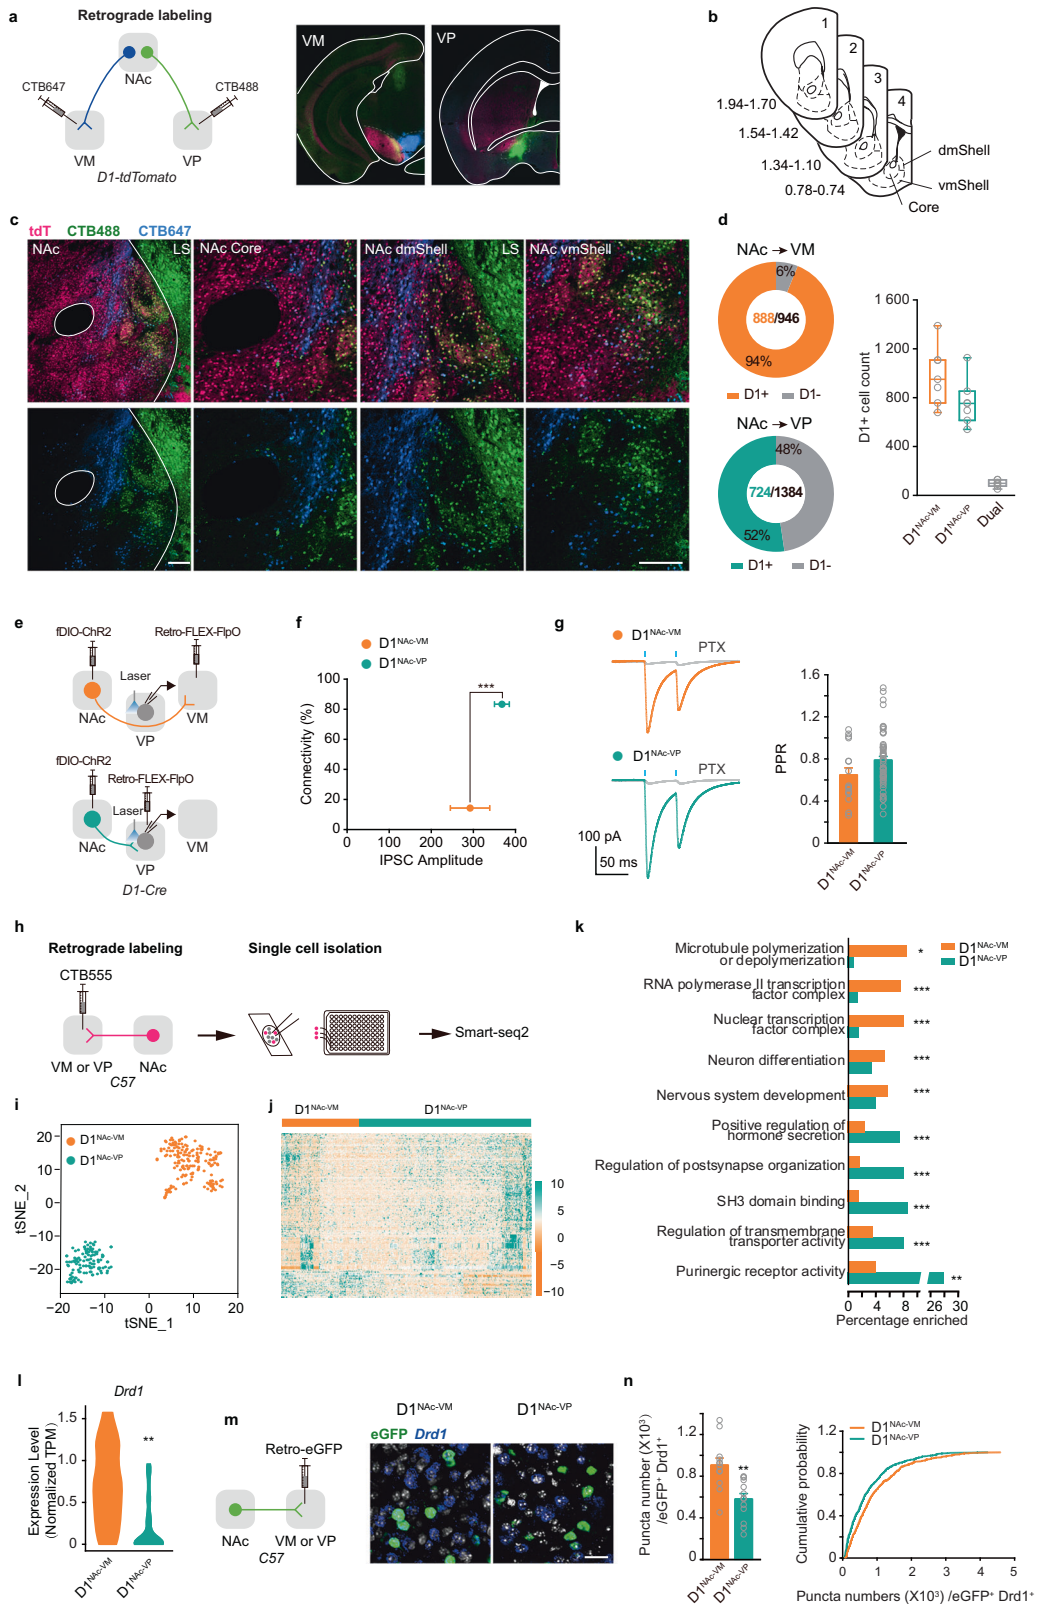 a
Retrograde labeling
NAc
CTB647
CTB488
VM
VP
D1-tdTomato
VM
VP
b
1
2
3
4
1.94-1.70
1.54-1.42
1.34-1.10
0.78-0.74
dmShell
vmShell
Core
c
tdT CTB488 CTB647
NAc
LS
NAc Core
NAc dmShell
LS
NAc vmShell
d
NAc → VM
6%
888/946
94%
D1+ D1-
NAc → VP
48%
724/1384
52%
D1+ D1-
D1+ cell count
1 600
1200
800
400
0
D1NAc-VM
D1NAc-VP
Dual
e
fDIO-ChR2
Retro-FLEX-FlpO
Laser
NAc
VP
VM
fDIO-ChR2
Retro-FLEX-FlpO
Laser
NAc
VP
VM
D1-Cre
f
D1NAc-VM
D1NAc-VP
Connectivity (%)
100
80
60
40
20
0
***
0 100 200 300 400
IPSC Amplitude
g
D1NAc-VM
PTX
D1NAc-VP
PTX
100 pA
50 ms
PPR
1.6
1.2
0.8
0.4
0
D1NAc-VM
D1NAc-VP
h
Retrograde labeling
Single cell isolation
CTB555
VM or VP
NAc
C57
Smart-seq2
i
D1NAc-VM
D1NAc-VP
tSNE_2
20
10
0
−10
−20
−20 −10 0 10 20
tSNE_1
j
D1NAc-VM
D1NAc-VP
10
5
0
−5
−10
k
D1NAc-VM
D1NAc-VP
Microtubule polymerization
or depolymerization
*
RNA polymerase II transcription
factor complex
***
Nuclear transcription
factor complex
***
Neuron differentiation
***
Nervous system development
***
Positive regulation of
hormone secretion
***
Regulation of postsynapse organization
***
SH3 domain binding
***
Regulation of transmembrane
transporter activity
***
Purinergic receptor activity
**
0 4 8 26 30
Percentage enriched
l
Drd1
Expression Level
(Normalized TPM)
1.5
1.0
0.5
0
**
D1NAc-VM
D1NAc-VP
m
Retro-eGFP
NAc
VM or VP
C57
D1NAc-VM
D1NAc-VP
eGFP Drd1
n
Puncta number (X10³)
/eGFP⁺ Drd1⁺
1.2
0.8
0.4
0
**
D1NAc-VM
D1NAc-VP
Cumulative probability
D1NAc-VM
D1NAc-VP
1.2
0.8
0.4
0
0 1 2 3 4 5
Puncta numbers (X10³) /eGFP⁺ Drd1⁺